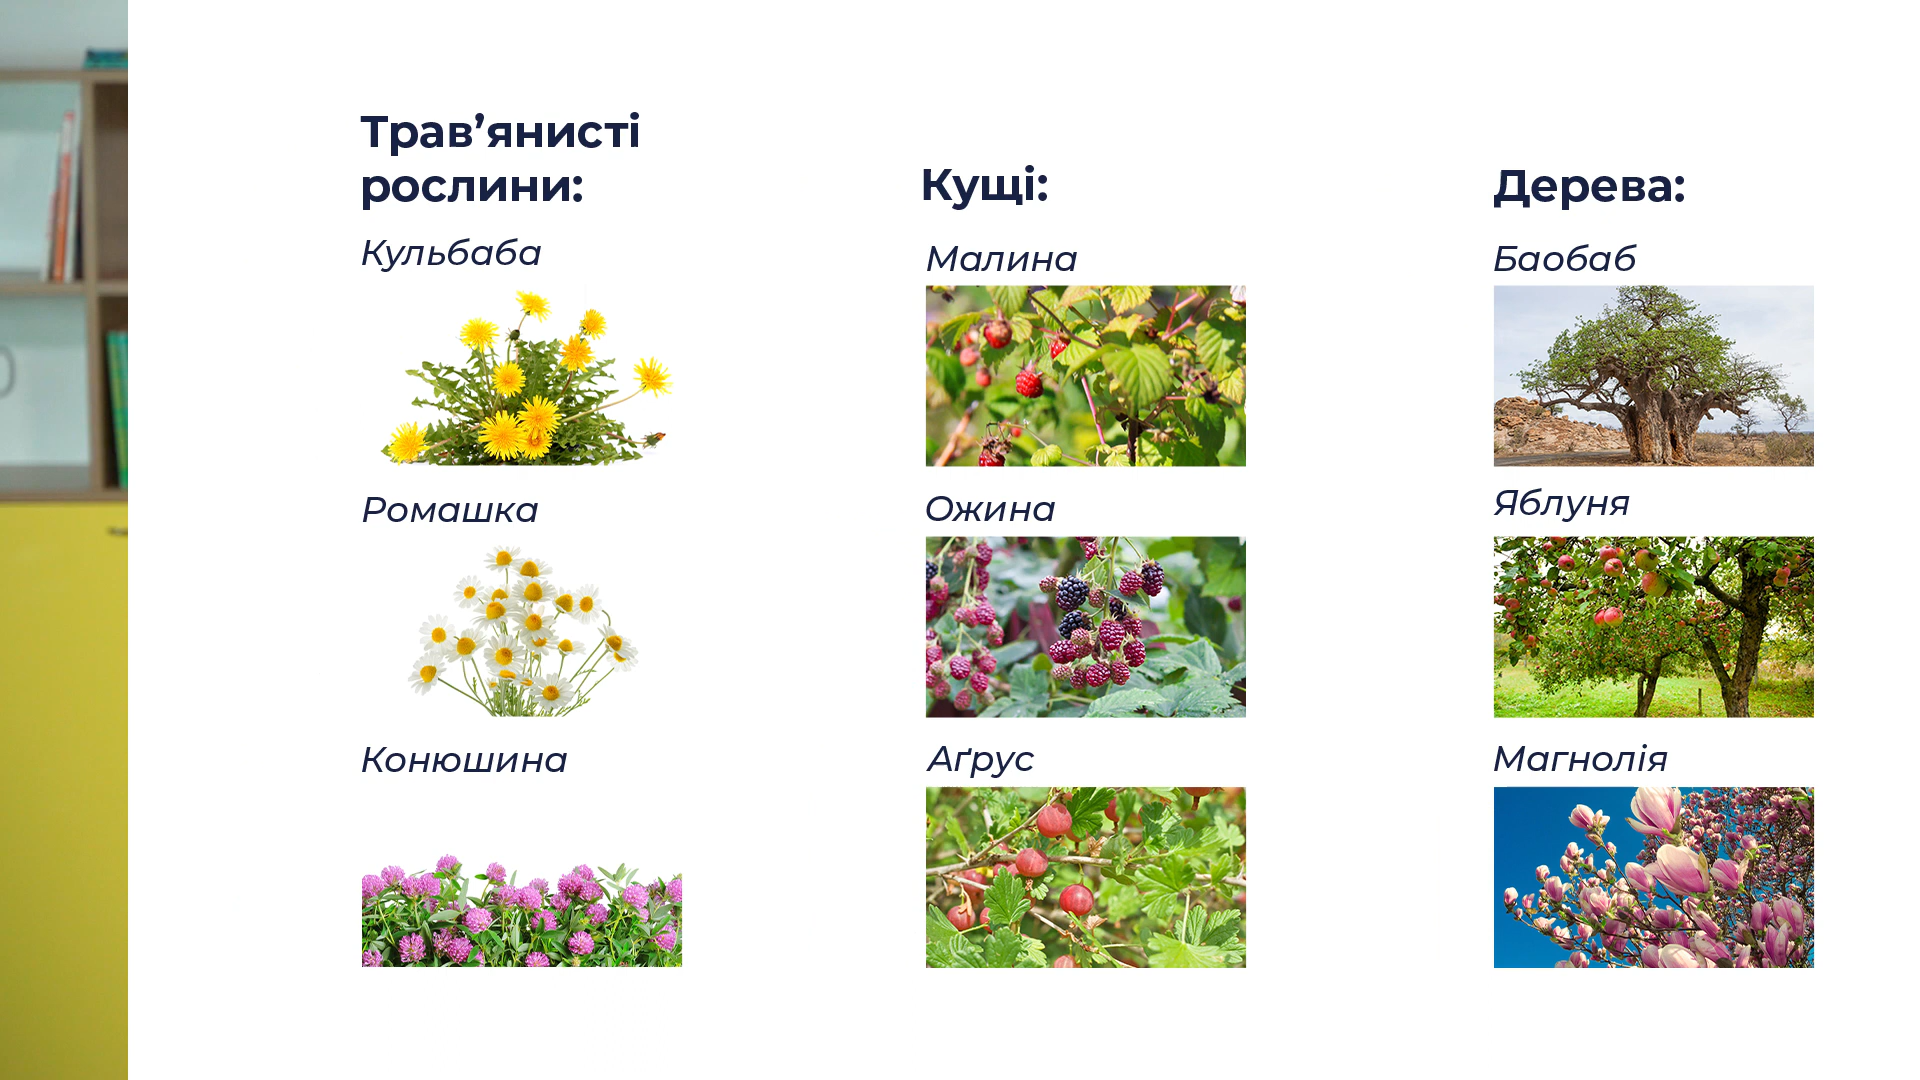 Трав’янисті
рослини:
Кульбаба
Ромашка
Конюшина
Кущі:
Малина
Ожина
Аґрус
Дерева:
Баобаб
Яблуня
Магнолія